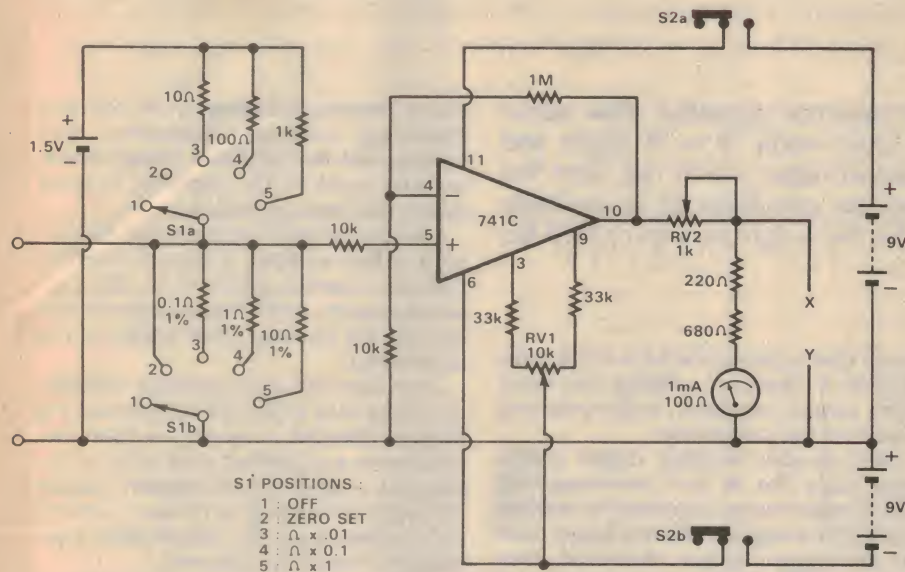 S2a
1M
10Ω
100Ω
1k
+
1.5V
−
3
4
2
5
1
S1a
11
4
−
741C
10
5
+
9
6
3
10k
RV2
1k
+
9V
−
220Ω
X
33k
33k
0.1Ω
1%
1Ω
1%
10Ω
1%
10k
RV1
10k
680Ω
Y
3
4
2
5
1
S1b
1mA
100Ω
+
9V
−
S2b
S1 POSITIONS :
1 : OFF
2 : ZERO SET
3 : Ω x .01
4 : Ω x 0.1
5 : Ω x 1